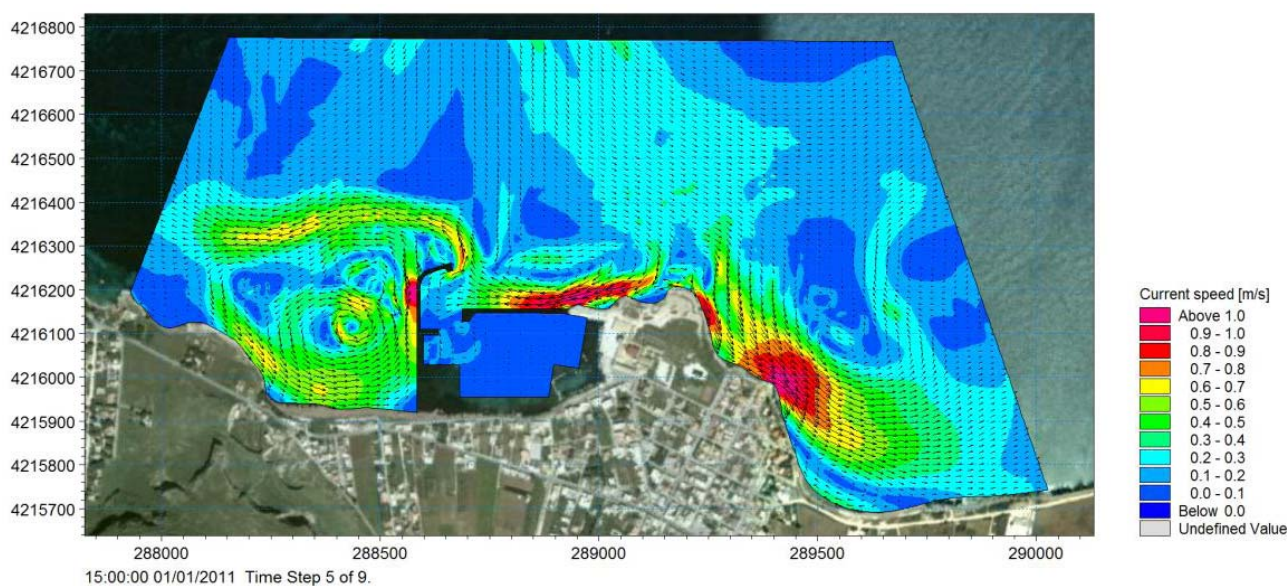 4216800
4216700
4216600
4216500
4216400
4216300
4216200
4216100
4216000
4215900
4215800
4215700
288000 288500 289000 289500 290000
15:00:00 01/01/2011 Time Step 5 of 9.
Current speed [m/s]
Above 1.0
0.9 - 1.0
0.8 - 0.9
0.7 - 0.8
0.6 - 0.7
0.5 - 0.6
0.4 - 0.5
0.3 - 0.4
0.2 - 0.3
0.1 - 0.2
0.0 - 0.1
Below 0.0
Undefined Value